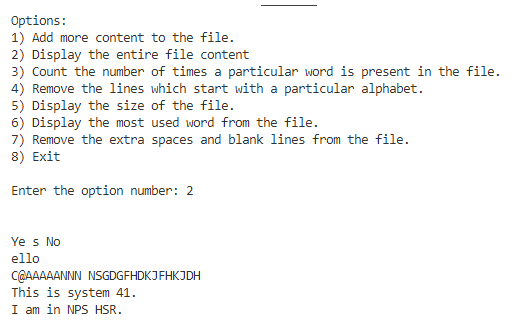 Options:
1) Add more content to the file.
2) Display the entire file content
3) Count the number of times a particular word is present in the file.
4) Remove the lines which start with a particular alphabet.
5) Display the size of the file.
6) Display the most used word from the file.
7) Remove the extra spaces and blank lines from the file.
8) Exit
Enter the option number: 2
Ye s No
ello
C@AAAAANNN NSGDGFHDKJFHKJDH
This is system 41.
I am in NPS HSR.